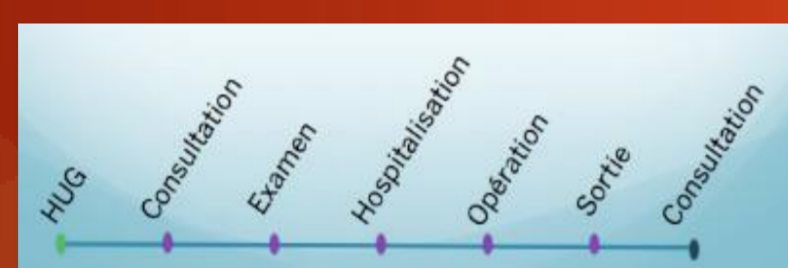 HUG
Consultation
Examen
Hospitalisation
Opération
Sortie
Consultation